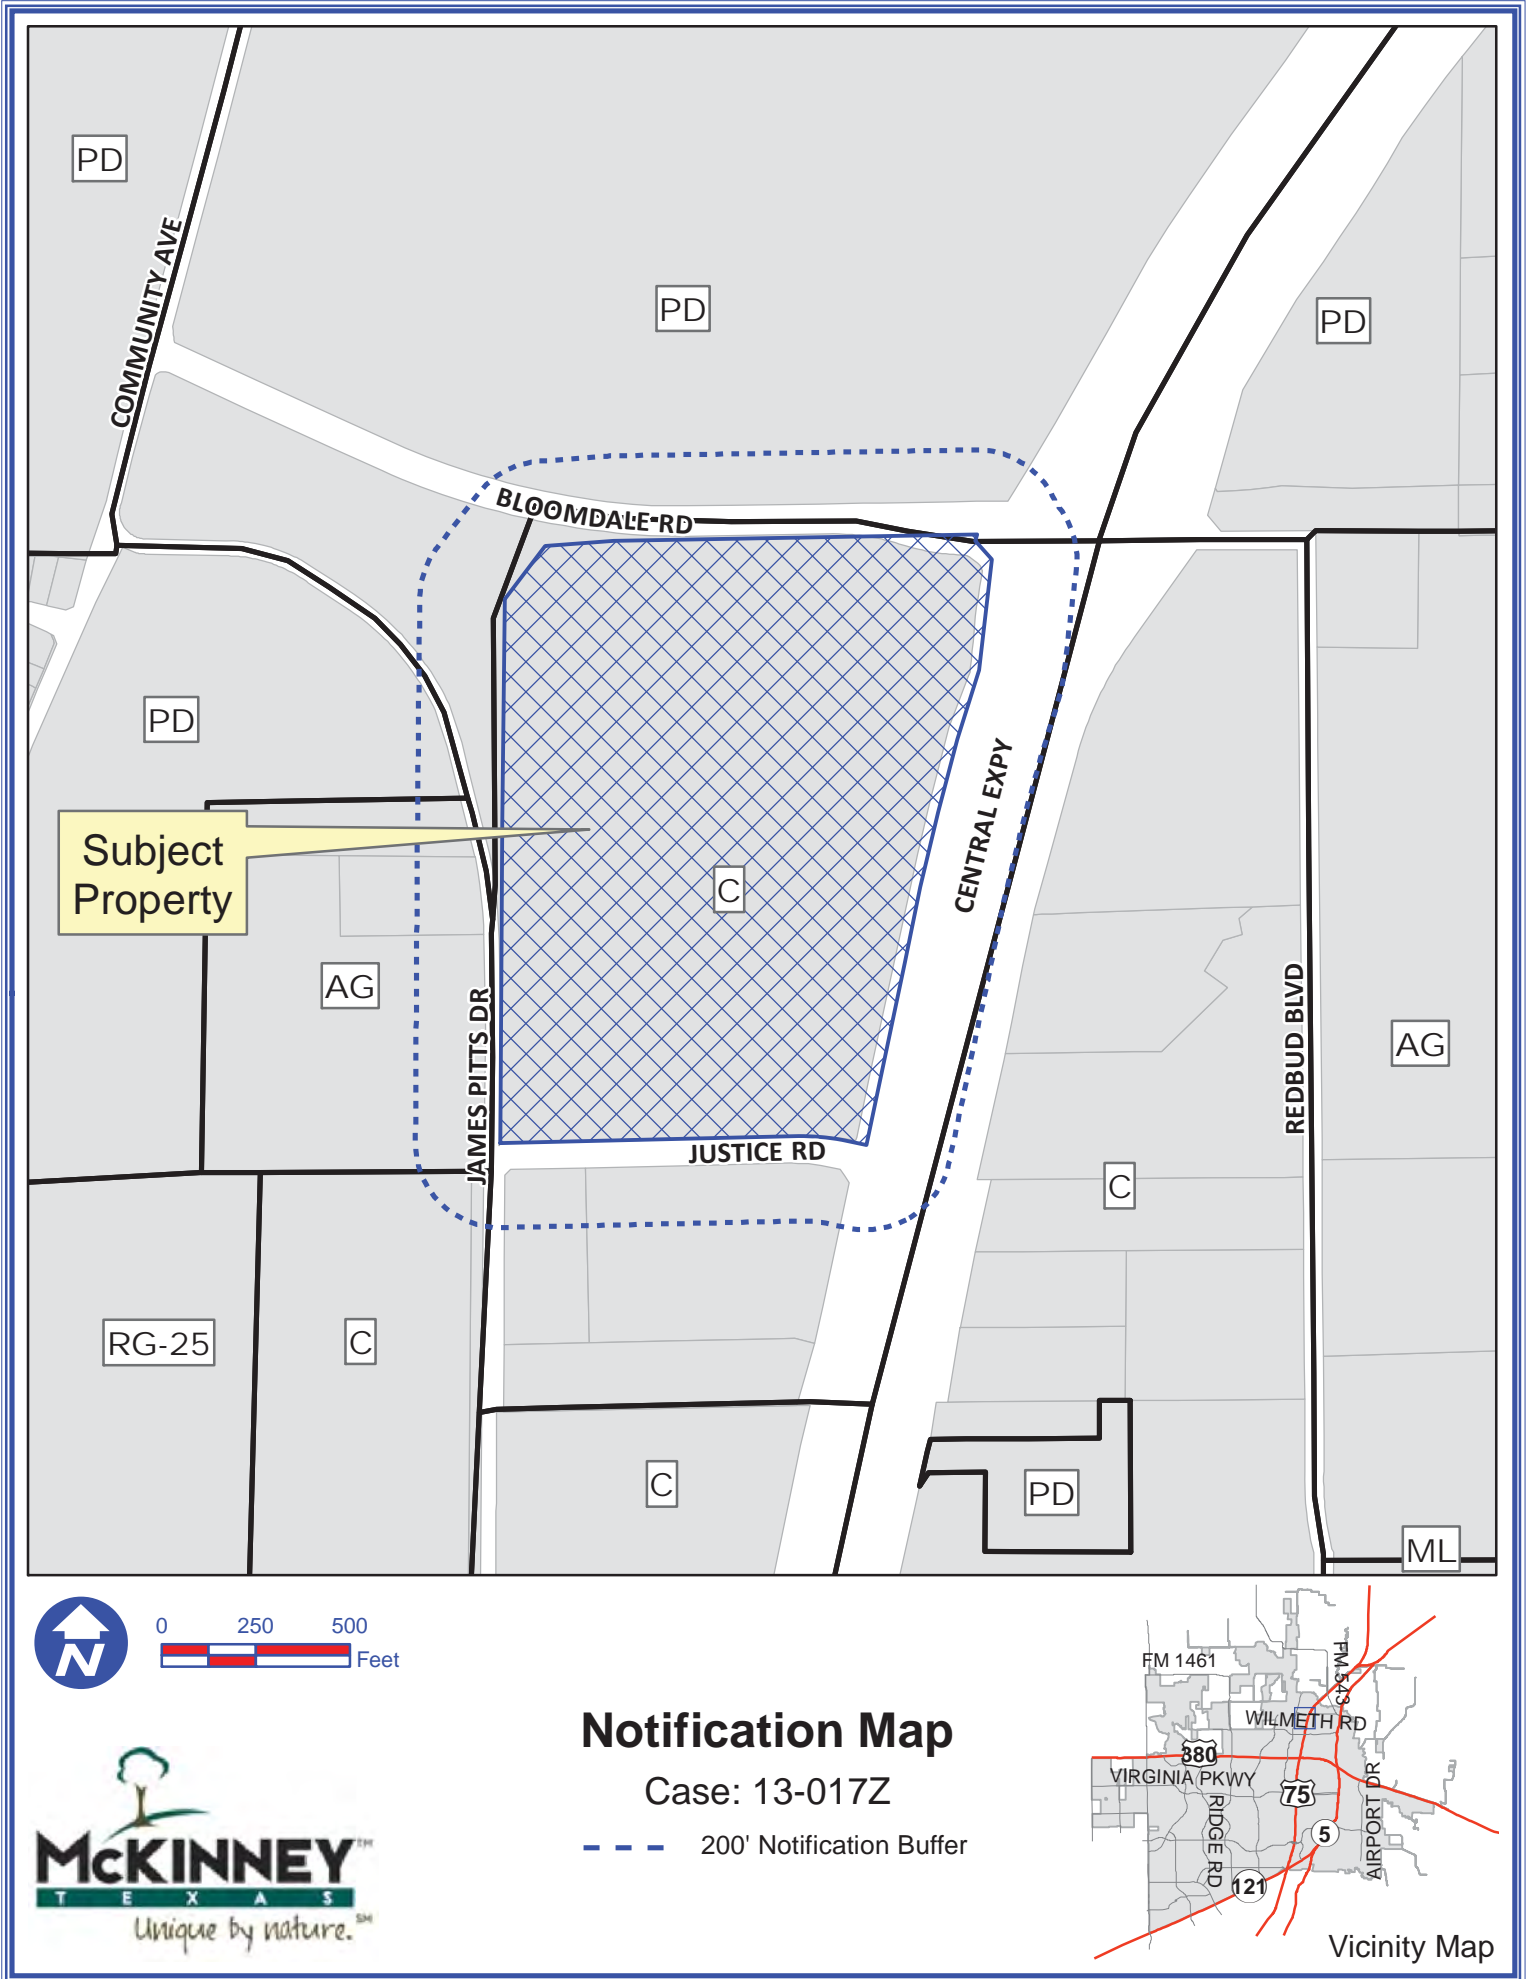 PD
COMMUNITY AVE
PD
PD
BLOOMDALE RD
PD
Subject
Property
CENTRAL EXPY
C
AG
JAMES PITTS DR
REDBUD BLVD
AG
JUSTICE RD
C
RG-25
C
C
PD
ML
N
0 250 500
Feet
McKINNEY™
TEXAS
Unique by nature.℠
Notification Map
Case: 13-017Z
200' Notification Buffer
FM 1461
FM 543
WILMETH RD
380
VIRGINIA PKWY
75
RIDGE RD
5
AIRPORT DR
121
Vicinity Map